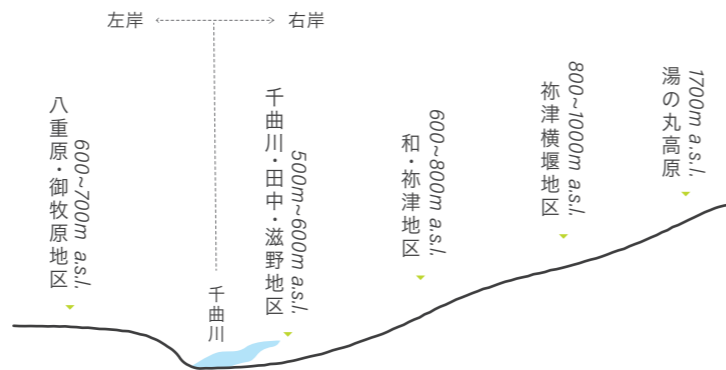 左岸
右岸
八重原・御牧原地区
600~700m a.s.l.
千曲川
千曲川・田中・滋野地区
500m~600m a.s.l.
和・祢津地区
600~800m a.s.l.
祢津横堰地区
800~1000m a.s.l.
湯の丸高原
1700m a.s.l.